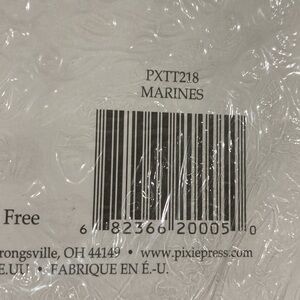 PXTT218
MARINES
Free
6 82366 20005 0
rongsville, OH 44149 • www.pixiepress.com
E.UU • FABRIQUE EN É.-U.